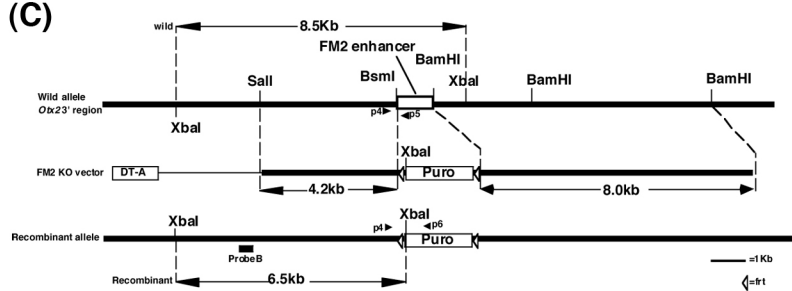 (C)
wild
8.5Kb
FM2 enhancer
BamHI
SalI
BsmI
XbaI
BamHI
BamHI
Wild allele
Otx2 3' region
p4
p5
XbaI
XbaI
FM2 KO vector
DT-A
Puro
4.2kb
8.0kb
XbaI
XbaI
p4
p6
Recombinant allele
Puro
ProbeB
=1Kb
Recombinant
6.5kb
=frt